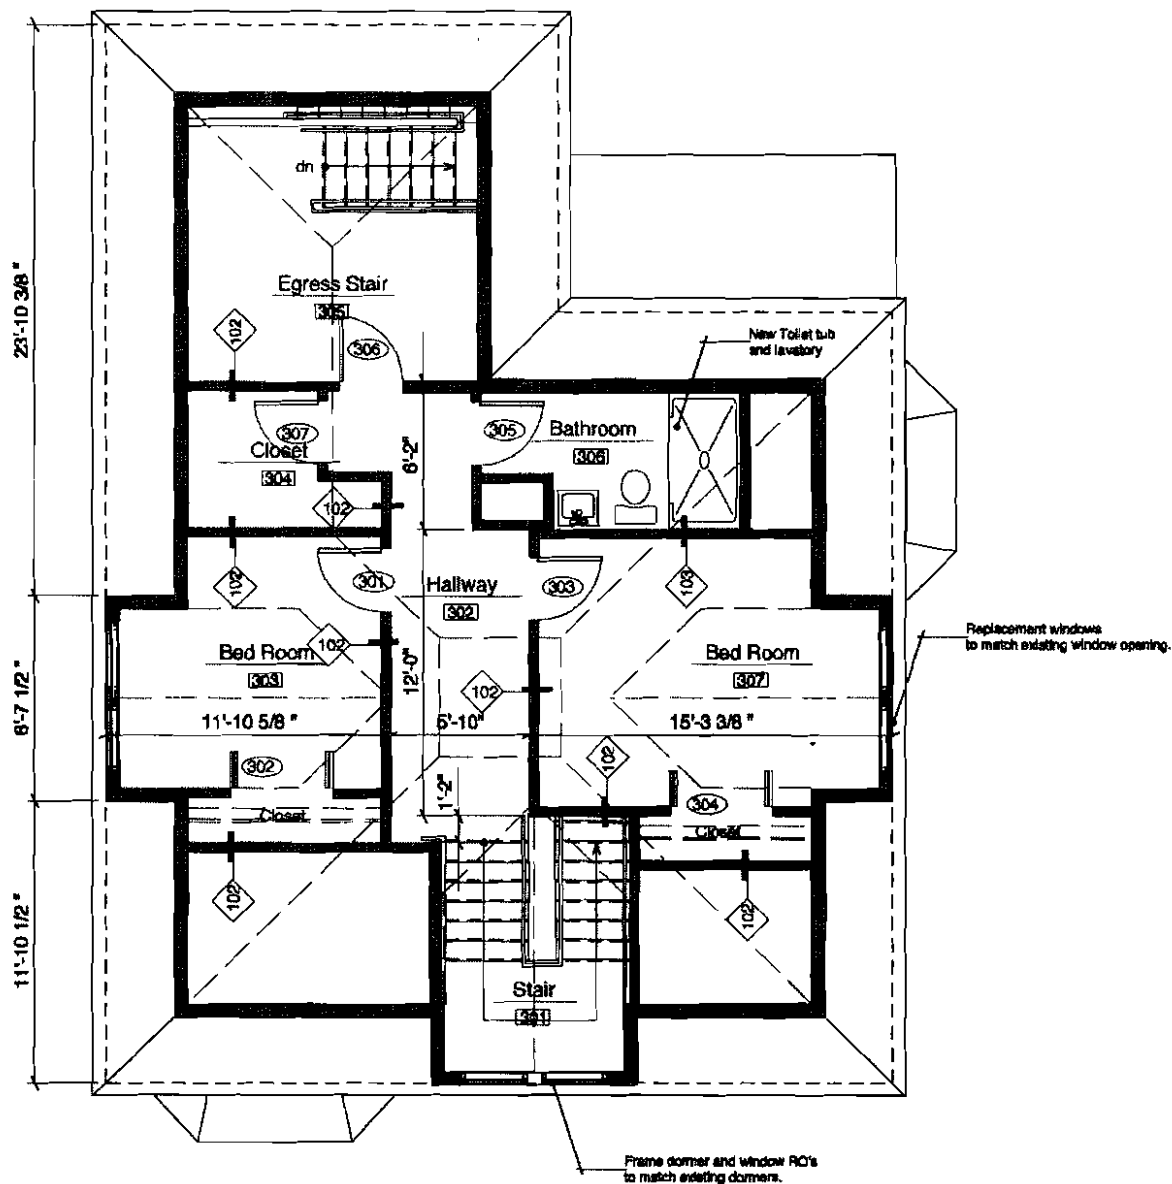 dn
Egress Stair
305
102
306
23'-10 3/8 "
New Toilet tub
and lavatory
307
305
Bathroom
306
Closet
304
6'-2"
102
102
301
Hallway
302
303
103
102
Bed Room
303
Bed Room
307
Replacement windows
to match existing window opening.
6'-7 1/2 "
12'-0"
102
11'-10 5/8 "
5'-10"
15'-3 3/8 "
302
102
1'-2"
304
Closet
Closet
102
102
11'-10 1/2 "
Stair
301
Frame dormer and window RO's
to match existing dormers.